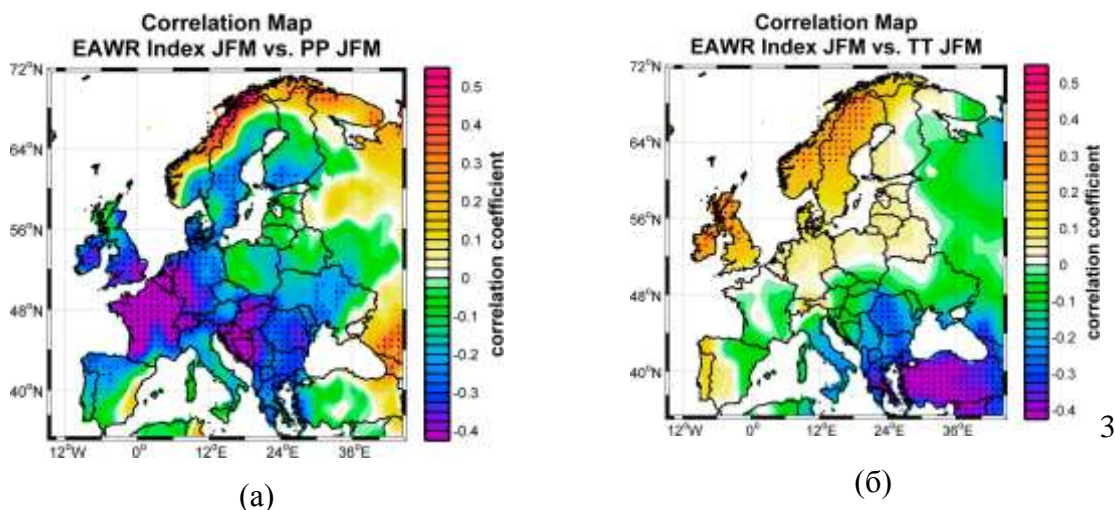 Correlation Map
EAWR Index JFM vs. PP JFM
72°N
64°N
56°N
48°N
40°N
12°W
0°
12°E
24°E
36°E
0.5
0.4
0.3
0.2
0.1
0
-0.1
-0.2
-0.3
-0.4
correlation coefficient
(а)
Correlation Map
EAWR Index JFM vs. TT JFM
72°N
64°N
56°N
48°N
40°N
12°W
0°
12°E
24°E
36°E
0.5
0.4
0.3
0.2
0.1
0
-0.1
-0.2
-0.3
-0.4
correlation coefficient
3
(б)